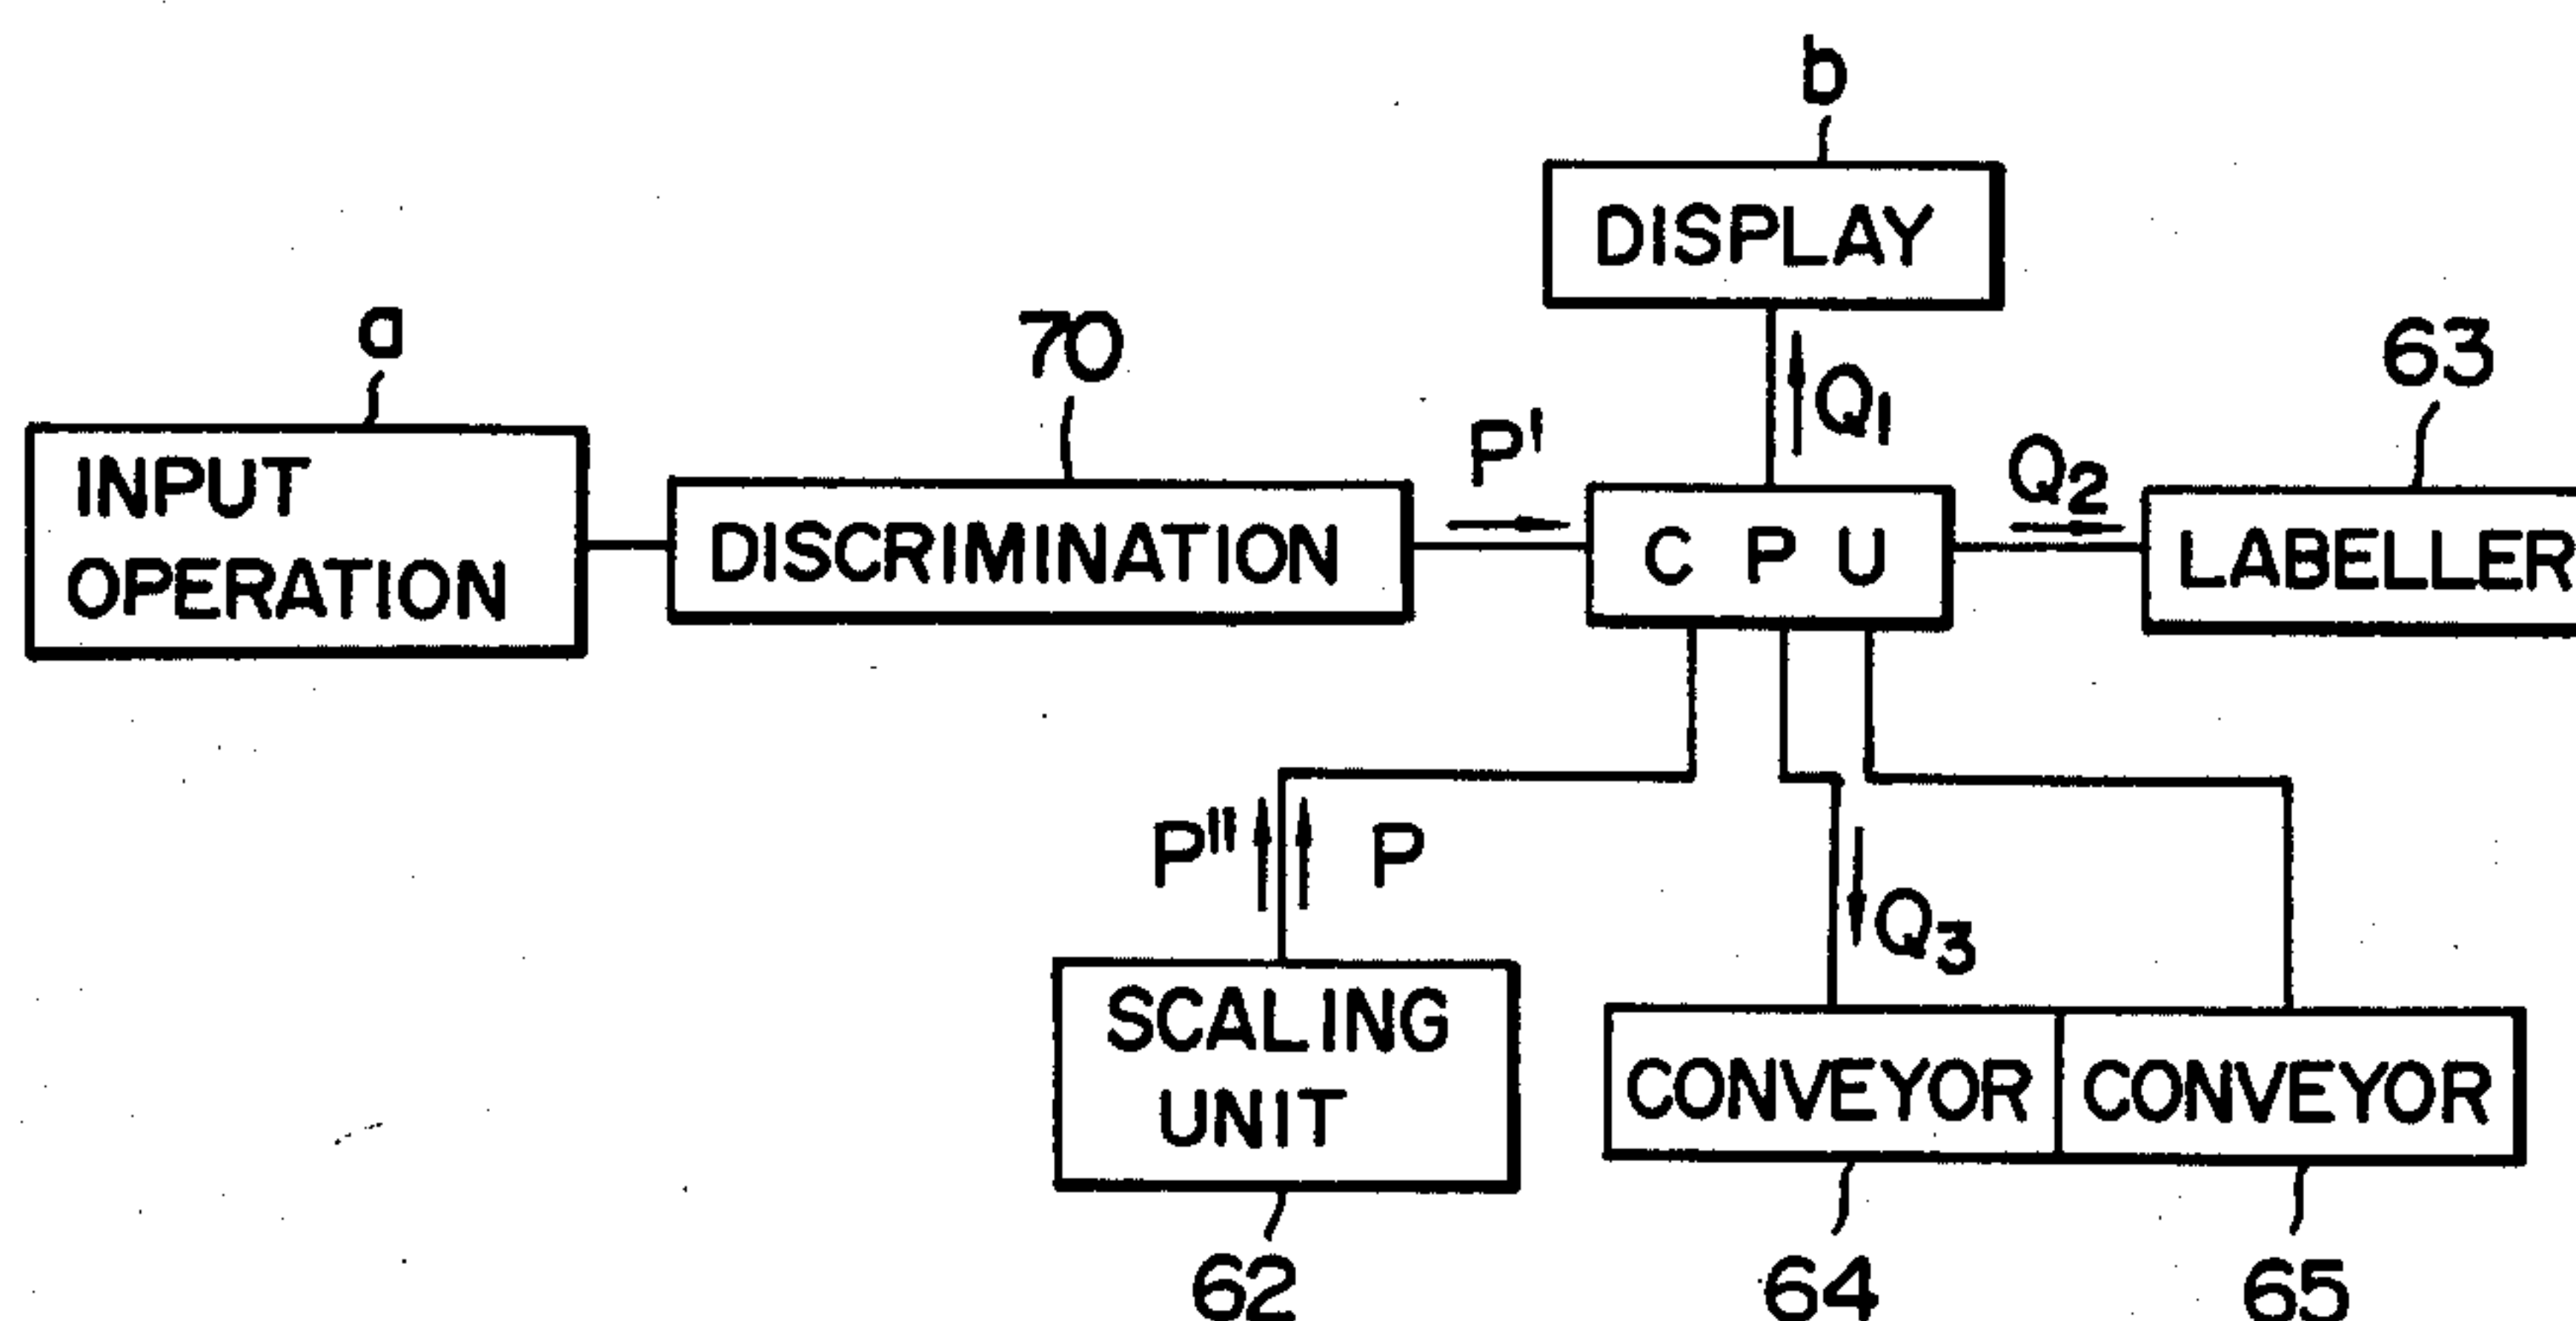 b
DISPLAY
a
70
63
P'
Q1
Q2
INPUT
OPERATION
DISCRIMINATION
C P U
LABELLER
P"
P
Q3
SCALING
UNIT
CONVEYOR
CONVEYOR
62
64
65